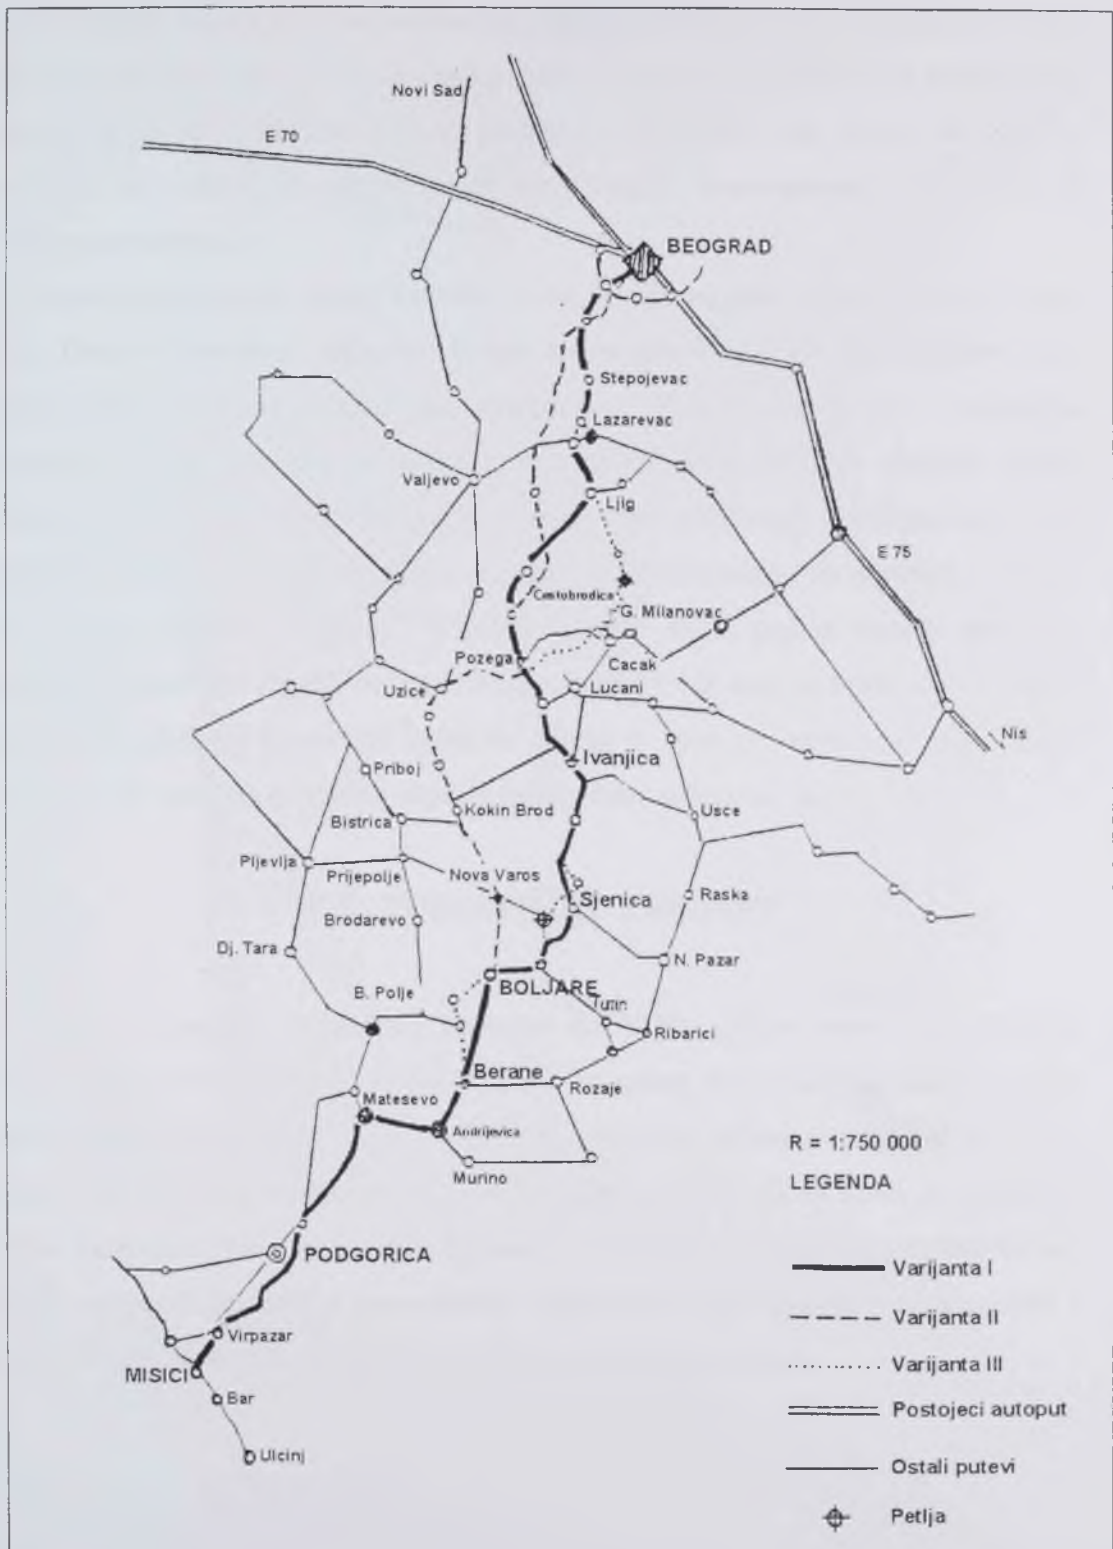 Novi Sad
E 70
BEOGRAD
Stepojevac
Lazarevac
Valjevo
Ljig
E 75
Cestobrodica
G. Milanovac
Pozega
Cacak
Uzice
Lucani
Nis
Ivanjica
Priboj
Kokin Brod
Usce
Bistrica
Pljevlja
Prijepolje
Nova Varos
Raska
Sjenica
Brodarevo
Dj. Tara
N. Pazar
BOLJARE
B. Polje
Tutin
Ribarici
Berane
Rozaje
Matesevo
Andrijevica
Murino
R = 1:750 000
LEGENDA
PODGORICA
Varijanta I
Varijanta II
Virpazar
Varijanta III
MISICI
Bar
Postojeci autoput
Ulcinj
Ostali putevi
Petlja